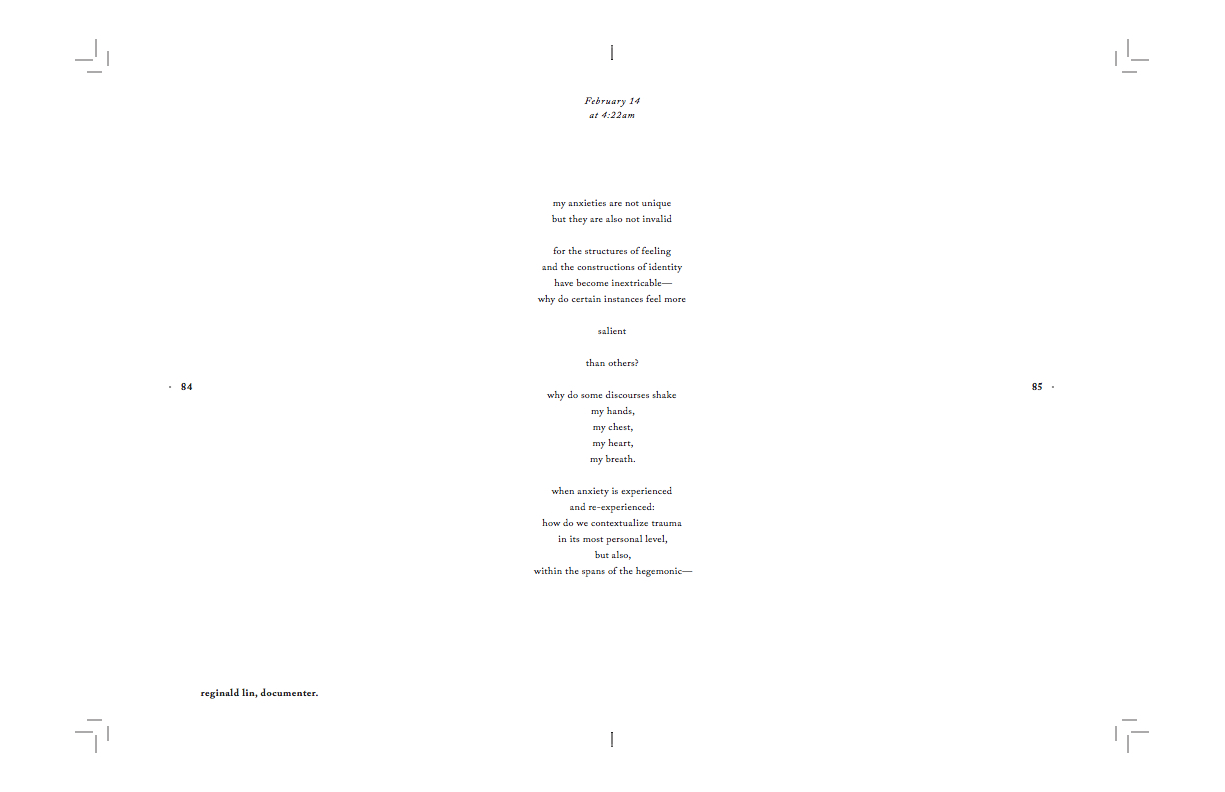 February 14
at 4:22am
my anxieties are not unique
but they are also not invalid
for the structures of feeling
and the constructions of identity
have become inextricable—
why do certain instances feel more
salient
than others?
· 84
85 ·
why do some discourses shake
my hands,
my chest,
my heart,
my breath.
when anxiety is experienced
and re-experienced:
how do we contextualize trauma
in its most personal level,
but also,
within the spans of the hegemonic—
reginald lin, documenter.